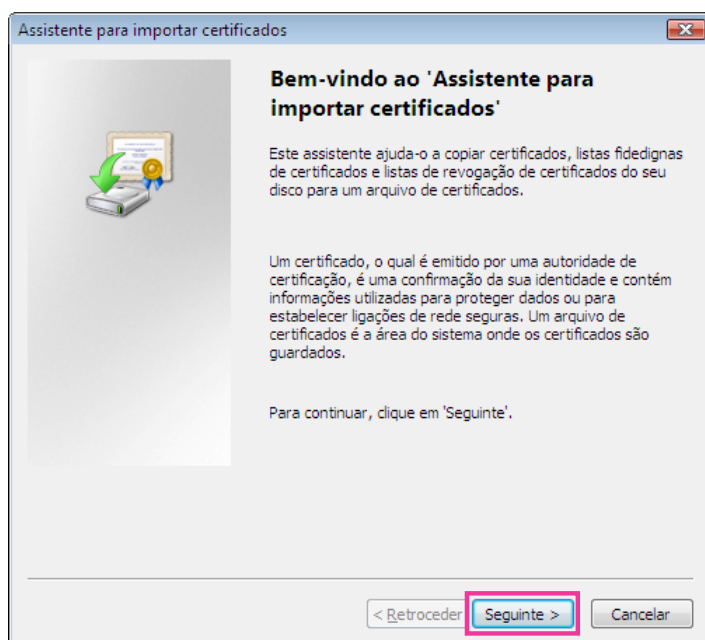 Assistente para importar certificados
Bem-vindo ao 'Assistente para
importar certificados'
Este assistente ajuda-o a copiar certificados, listas fidedignas
de certificados e listas de revogação de certificados do seu
disco para um arquivo de certificados.
Um certificado, o qual é emitido por uma autoridade de
certificação, é uma confirmação da sua identidade e contém
informações utilizadas para proteger dados ou para
estabelecer ligações de rede seguras. Um arquivo de
certificados é a área do sistema onde os certificados são
guardados.
Para continuar, clique em 'Seguinte'.
< Retroceder Seguinte > Cancelar